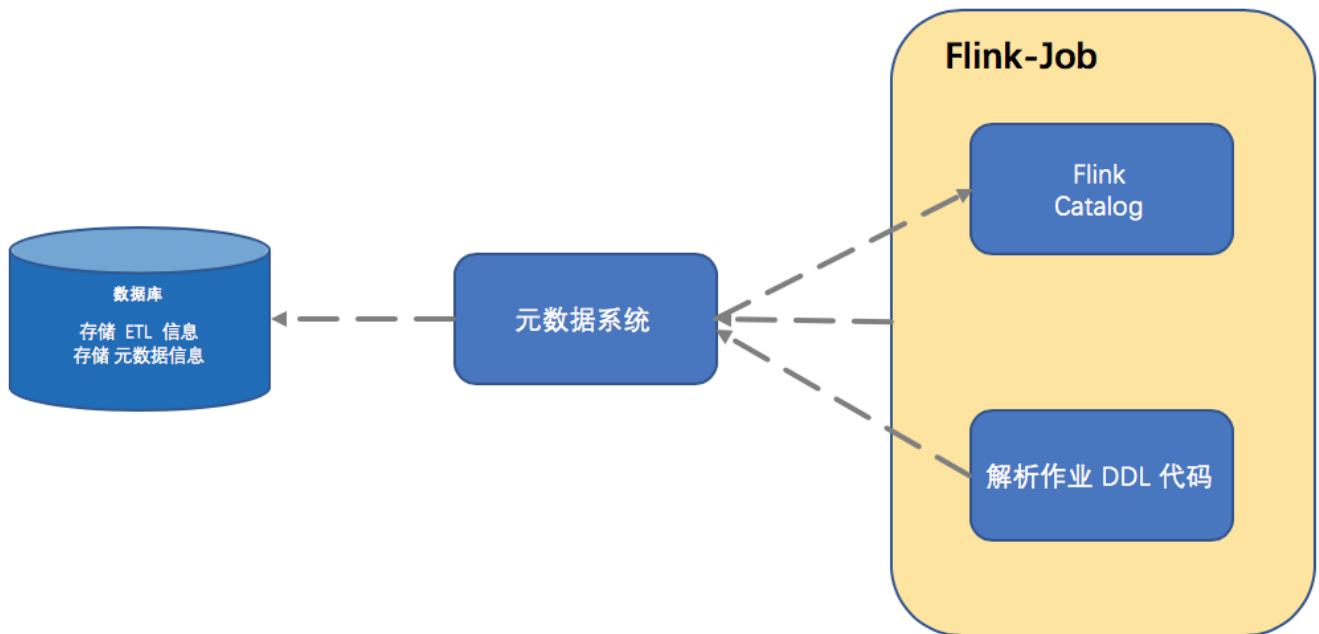 Flink-Job
Flink
Catalog
数据库
存储 ETL 信息
存储 元数据信息
元数据系统
解析作业 DDL 代码